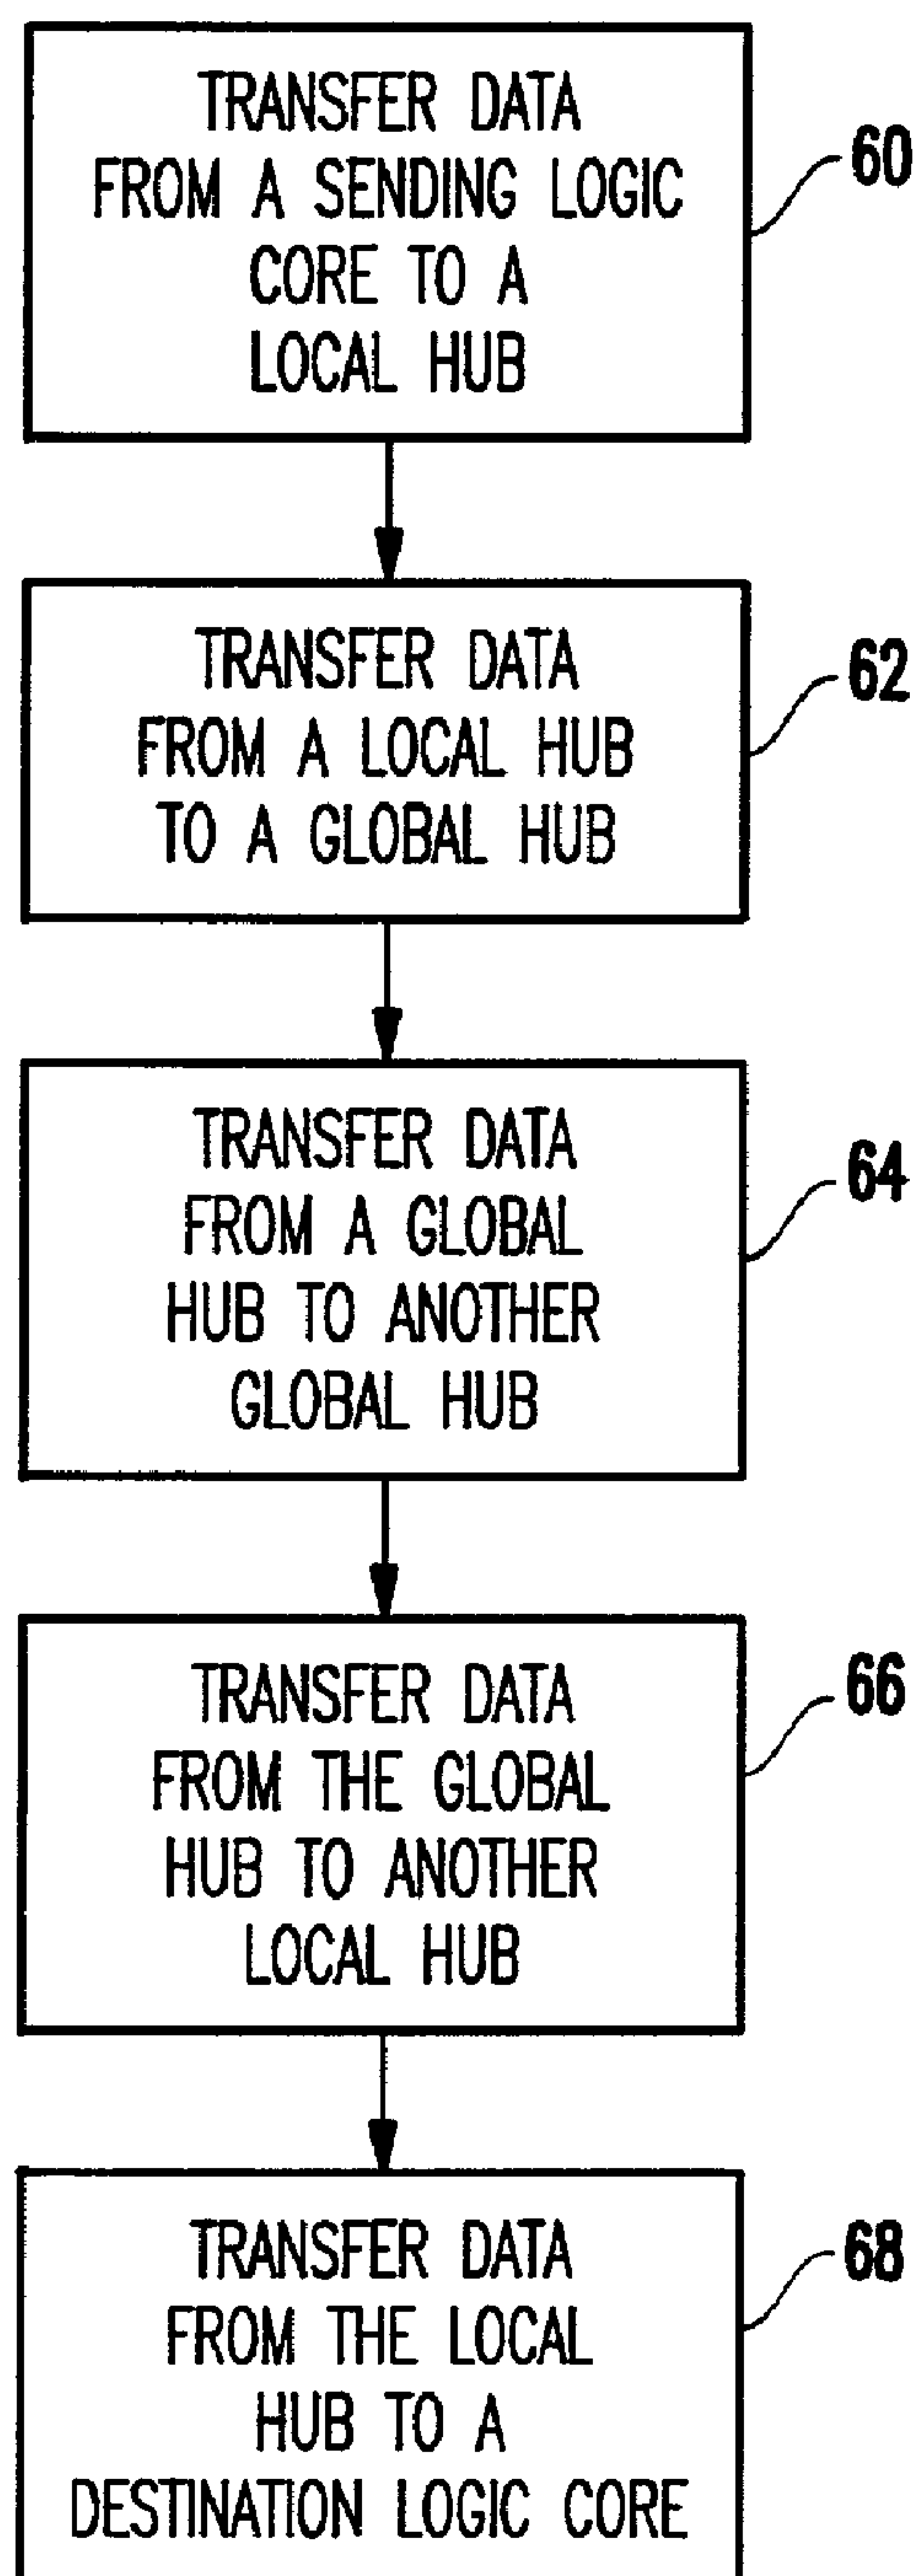 TRANSFER DATA
FROM A SENDING LOGIC
CORE TO A
LOCAL HUB
60
TRANSFER DATA
FROM A LOCAL HUB
TO A GLOBAL HUB
62
TRANSFER DATA
FROM A GLOBAL
HUB TO ANOTHER
GLOBAL HUB
64
TRANSFER DATA
FROM THE GLOBAL
HUB TO ANOTHER
LOCAL HUB
66
TRANSFER DATA
FROM THE LOCAL
HUB TO A
DESTINATION LOGIC CORE
68